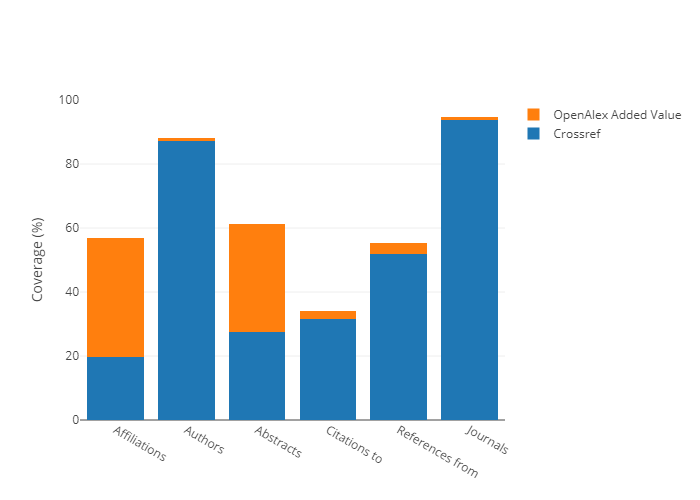 100
80
60
40
20
0
Coverage (%)
Affiliations
Authors
Abstracts
Citations to
References from
Journals
OpenAlex Added Value
Crossref